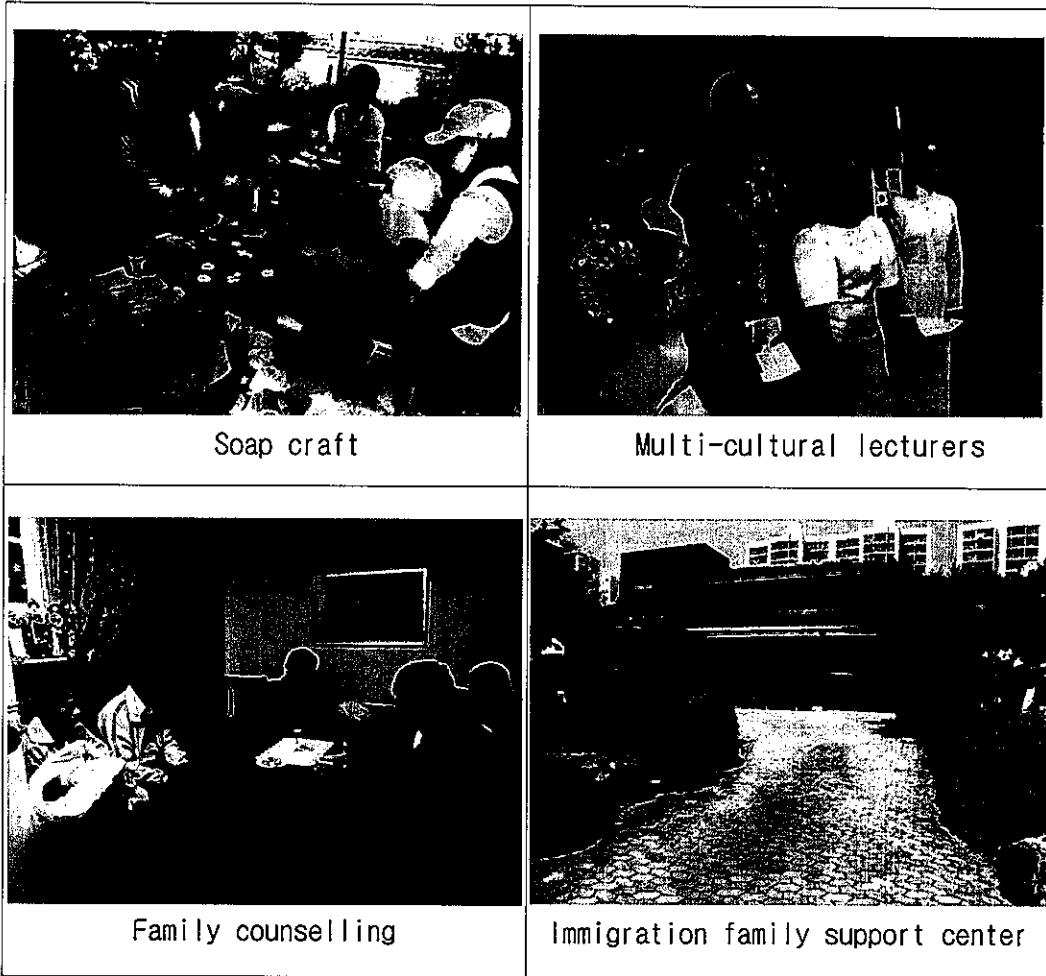 Soap craft
Multi-cultural lecturers
Family counselling
Immigration family support center